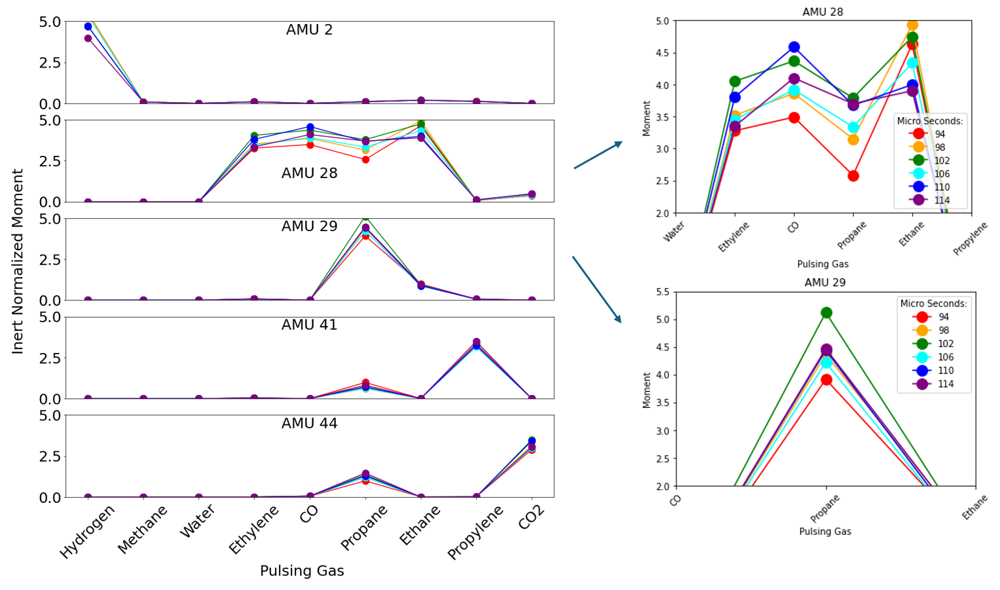 Inert Normalized Moment
5.0
2.5
0.0
AMU 2
5.0
2.5
0.0
AMU 28
5.0
2.5
0.0
AMU 29
5.0
2.5
0.0
AMU 41
5.0
2.5
0.0
AMU 44
Hydrogen
Methane
Water
Ethylene
CO
Propane
Ethane
Propylene
CO2
Pulsing Gas
AMU 28
Moment
5.0
4.5
4.0
3.5
3.0
2.5
2.0
Micro Seconds:
94
98
102
106
110
114
Water
Ethylene
CO
Propane
Ethane
Propylene
Pulsing Gas
AMU 29
Moment
5.5
5.0
4.5
4.0
3.5
3.0
2.5
2.0
Micro Seconds:
94
98
102
106
110
114
CO
Propane
Ethane
Pulsing Gas